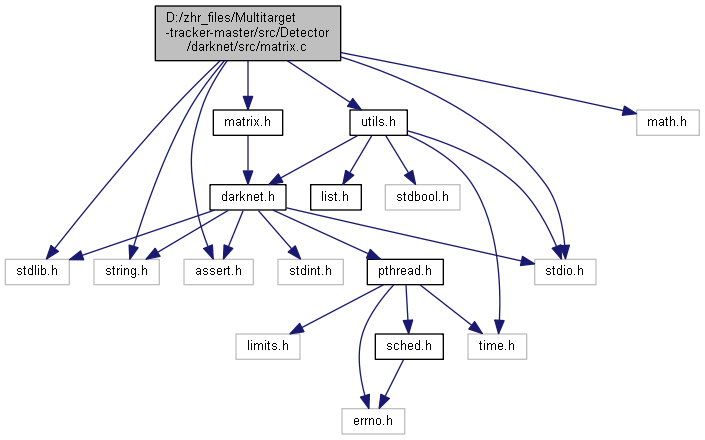 D:/zhr_files/Multitarget
-tracker-master/src/Detector
/darknet/src/matrix.c
matrix.h
utils.h
math.h
darknet.h
list.h
stdbool.h
stdlib.h
string.h
assert.h
stdint.h
pthread.h
stdio.h
limits.h
sched.h
time.h
errno.h